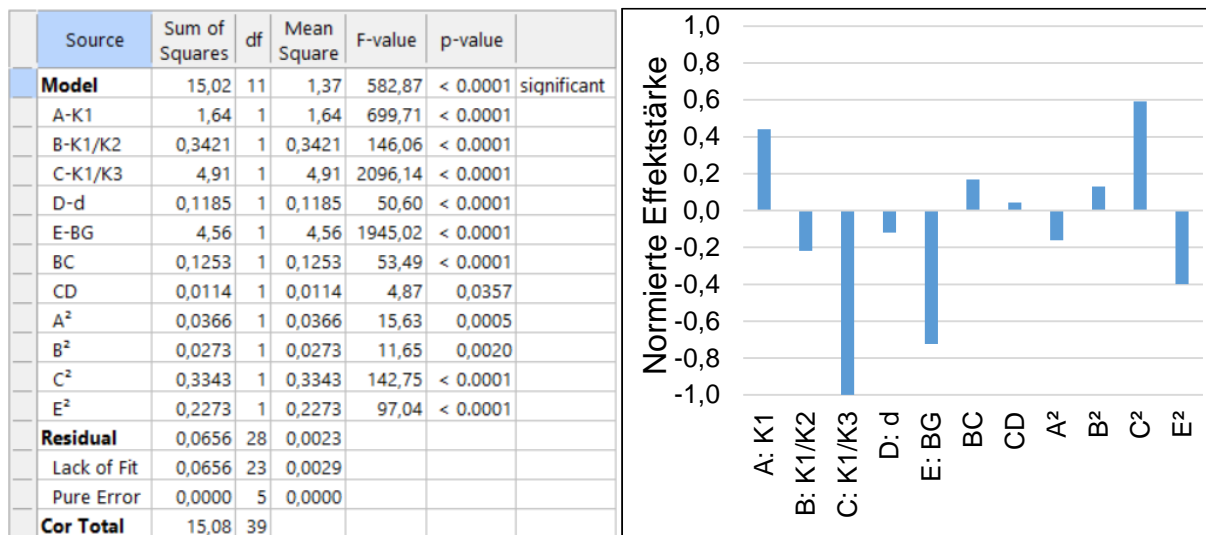 Source Sum of Squares df Mean Square F-value p-value
Model 15,02 11 1,37 582,87 < 0.0001 significant
A-K1 1,64 1 1,64 699,71 < 0.0001
B-K1/K2 0,3421 1 0,3421 146,06 < 0.0001
C-K1/K3 4,91 1 4,91 2096,14 < 0.0001
D-d 0,1185 1 0,1185 50,60 < 0.0001
E-BG 4,56 1 4,56 1945,02 < 0.0001
BC 0,1253 1 0,1253 53,49 < 0.0001
CD 0,0114 1 0,0114 4,87 0,0357
A² 0,0366 1 0,0366 15,63 0,0005
B² 0,0273 1 0,0273 11,65 0,0020
C² 0,3343 1 0,3343 142,75 < 0.0001
E² 0,2273 1 0,2273 97,04 < 0.0001
Residual 0,0656 28 0,0023
Lack of Fit 0,0656 23 0,0029
Pure Error 0,0000 5 0,0000
Cor Total 15,08 39
Normierte Effektstärke
1,0
0,8
0,6
0,4
0,2
0,0
-0,2
-0,4
-0,6
-0,8
-1,0
A: K1
B: K1/K2
C: K1/K3
D: d
E: BG
BC
CD
A²
B²
C²
E²